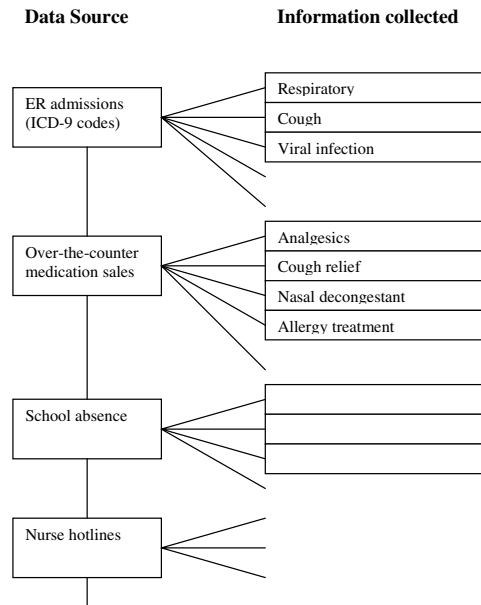 Data Source
Information collected
ER admissions
(ICD-9 codes)
Respiratory
Cough
Viral infection
Over-the-counter
medication sales
Analgesics
Cough relief
Nasal decongestant
Allergy treatment
School absence
Nurse hotlines